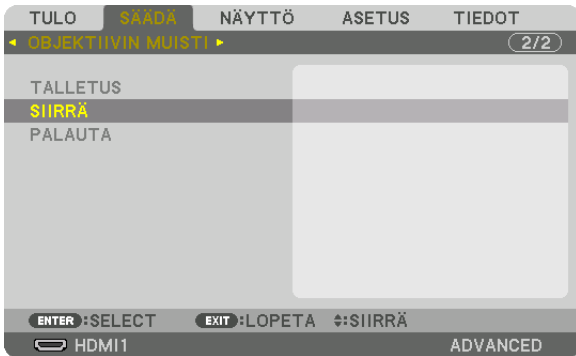 TULO SÄÄDÄ NÄYTTÖ ASETUS TIEDOT
OBJEKTIIVIN MUISTI 2/2
TALLETUS
SIIRRÄ
PALAUTA
ENTER :SELECT EXIT :LOPETA :SIIRRÄ
HDMI1 ADVANCED